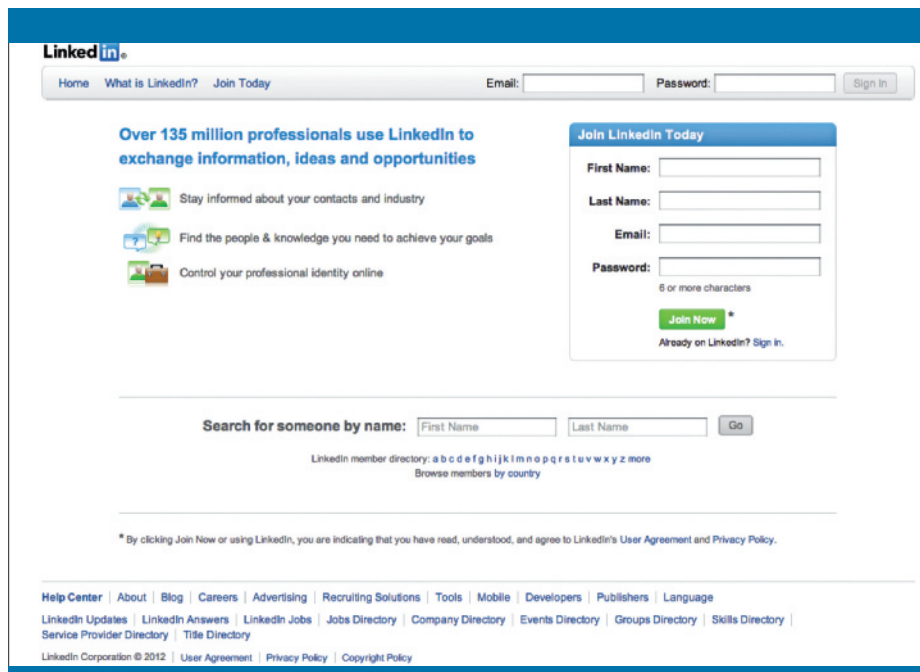 Linked in®
Home What is LinkedIn? Join Today Email: Password: Sign In
Over 135 million professionals use LinkedIn to
exchange information, ideas and opportunities
Stay informed about your contacts and industry
Find the people & knowledge you need to achieve your goals
Control your professional identity online
Join LinkedIn Today
First Name:
Last Name:
Email:
Password:
6 or more characters
Join Now *
Already on LinkedIn? Sign in.
Search for someone by name: First Name Last Name Go
LinkedIn member directory: a b c d e f g h i j k l m n o p q r s t u v w x y z more
Browse members by country
* By clicking Join Now or using LinkedIn, you are indicating that you have read, understood, and agree to LinkedIn's User Agreement and Privacy Policy.
Help Center | About | Blog | Careers | Advertising | Recruiting Solutions | Tools | Mobile | Developers | Publishers | Language
LinkedIn Updates | LinkedIn Answers | LinkedIn Jobs | Jobs Directory | Company Directory | Events Directory | Groups Directory | Skills Directory |
Service Provider Directory | Title Directory
LinkedIn Corporation © 2012 | User Agreement | Privacy Policy | Copyright Policy